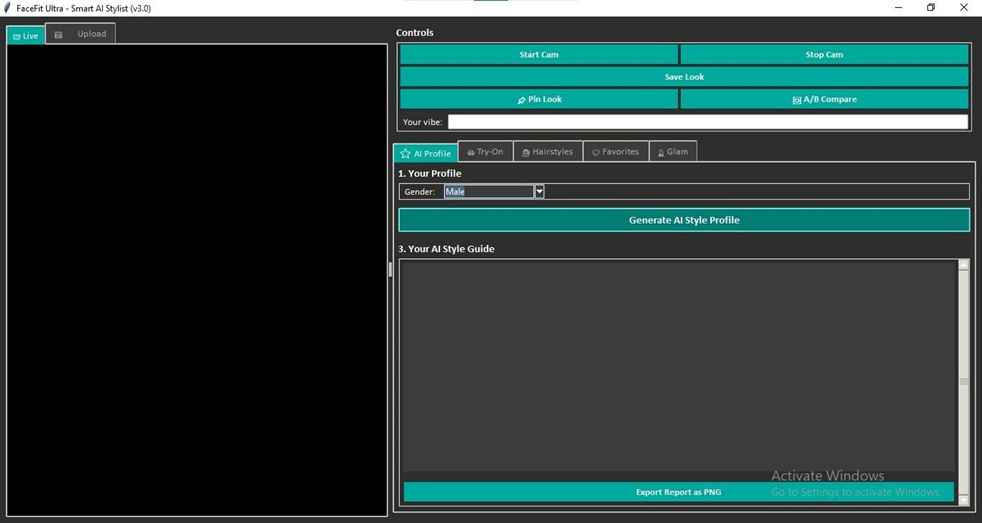 FaceFit Ultra - Smart AI Stylist (v3.0)
Live
Upload
Controls
Start Cam
Stop Cam
Save Look
Pin Look
A/B Compare
Your vibe:
AI Profile
Try-On
Hairstyles
Favorites
Glam
1. Your Profile
Gender: Male
Generate AI Style Profile
3. Your AI Style Guide
Activate Windows
Go to Settings to activate Windows.
Export Report as PNG